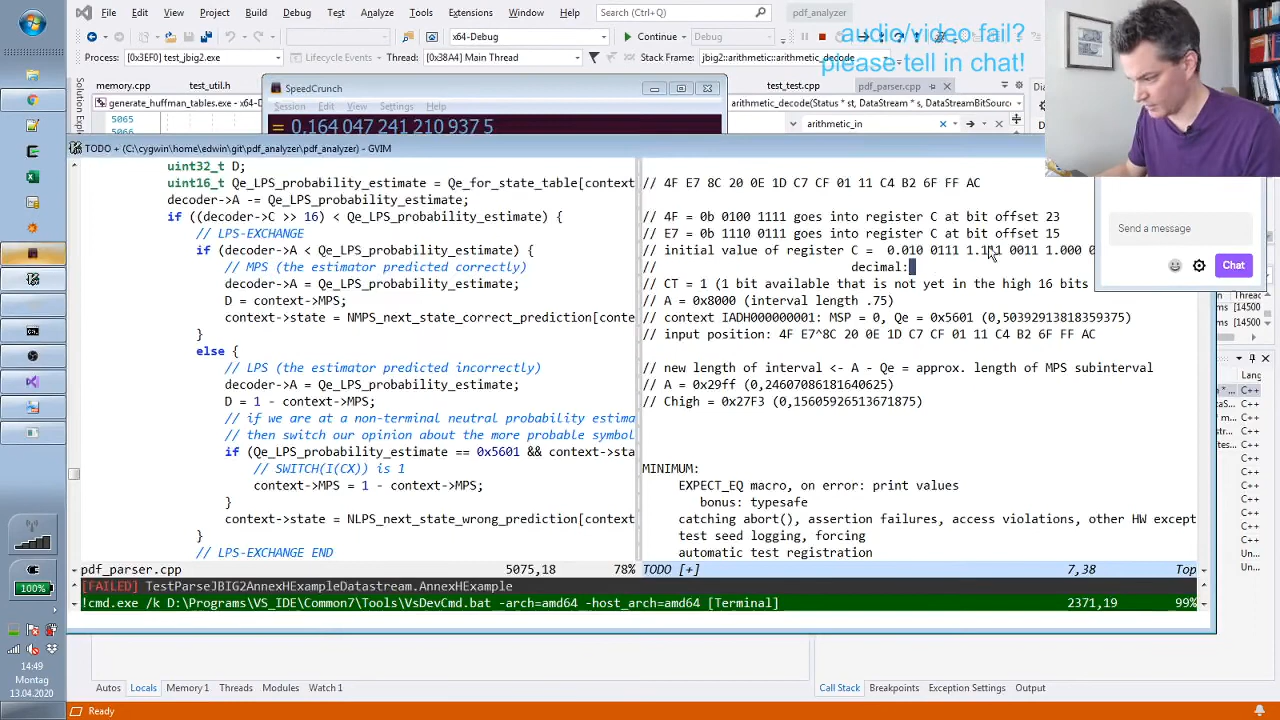 File Edit View Project Build Debug Test Analyze Tools Extensions Window Help Search (Ctrl+Q) pdf_analyzer
audio/video fail?
please tell in chat!
x64-Debug Continue Debug
Process: [0x3EF0] test_jbig2.exe Lifecycle Events Thread: [0x38A4] Main Thread Stack Frame: jbig2::arithmetic_decode
memory.cpp test_util.h test_test.cpp pdf_parser.cpp
SpeedCrunch
generate_huffman_tables.exe - x64-D arithmetic_decode(Status * st, DataStream * s, DataStreamBitSource
Session Edit View Settings Help
5065
5066
= 0,164 047 241 210 937 5
arithmetic_in
TODO + (C:\cygwin\home\edwin\git\pdf_analyzer\pdf_analyzer) - GVIM
uint32_t D;
uint16_t Qe_LPS_probability_estimate = Qe_for_state_table[context
decoder->A -= Qe_LPS_probability_estimate;
if ((decoder->C >> 16) < Qe_LPS_probability_estimate) {
// LPS-EXCHANGE
if (decoder->A < Qe_LPS_probability_estimate) {
// MPS (the estimator predicted correctly)
decoder->A = Qe_LPS_probability_estimate;
D = context->MPS;
context->state = NMPS_next_state_correct_prediction[conte
}
else {
// LPS (the estimator predicted incorrectly)
decoder->A = Qe_LPS_probability_estimate;
D = 1 - context->MPS;
// if we are at a non-terminal neutral probability estima
// then switch our opinion about the more probable symbol
if (Qe_LPS_probability_estimate == 0x5601 && context->sta
// SWITCH(I(CX)) is 1
context->MPS = 1 - context->MPS;
}
context->state = NLPS_next_state_wrong_prediction[context
}
// LPS-EXCHANGE END
pdf_parser.cpp 5075,18 78%
// 4F E7 8C 20 0E 1D C7 CF 01 11 C4 B2 6F FF AC
// 4F = 0b 0100 1111 goes into register C at bit offset 23
// E7 = 0b 1110 0111 goes into register C at bit offset 15
// initial value of register C = 0.010 0111 1.111 0011 1.000 0
// decimal:
// CT = 1 (1 bit available that is not yet in the high 16 bits
// A = 0x8000 (interval length .75)
// context IADH000000001: MSP = 0, Qe = 0x5601 (0,50392913818359375)
// input position: 4F E7^8C 20 0E 1D C7 CF 01 11 C4 B2 6F FF AC
// new length of interval <- A - Qe = approx. length of MPS subinterval
// A = 0x29ff (0,24607086181640625)
// Chigh = 0x27F3 (0,15605926513671875)
MINIMUM:
EXPECT_EQ macro, on error: print values
bonus: typesafe
catching abort(), assertion failures, access violations, other HW except
test seed logging, forcing
automatic test registration
TODO [+] 7,38 Top
[FAILED] TestParseJBIG2AnnexHExampleDatastream.AnnexHExample
!cmd.exe /k D:\Programs\VS_IDE\Common7\Tools\VsDevCmd.bat -arch=amd64 -host_arch=amd64 [Terminal] 2371,19 99%
Send a message
Chat
Threac
[14500
[14500
Lang
C++
C++
C++
C++
C++
C++
C++
C++
C++
C++
Un...
Un...
Autos Locals Memory 1 Threads Modules Watch 1 Call Stack Breakpoints Exception Settings Output
Ready
100%
14:49
Montag
13.04.2020